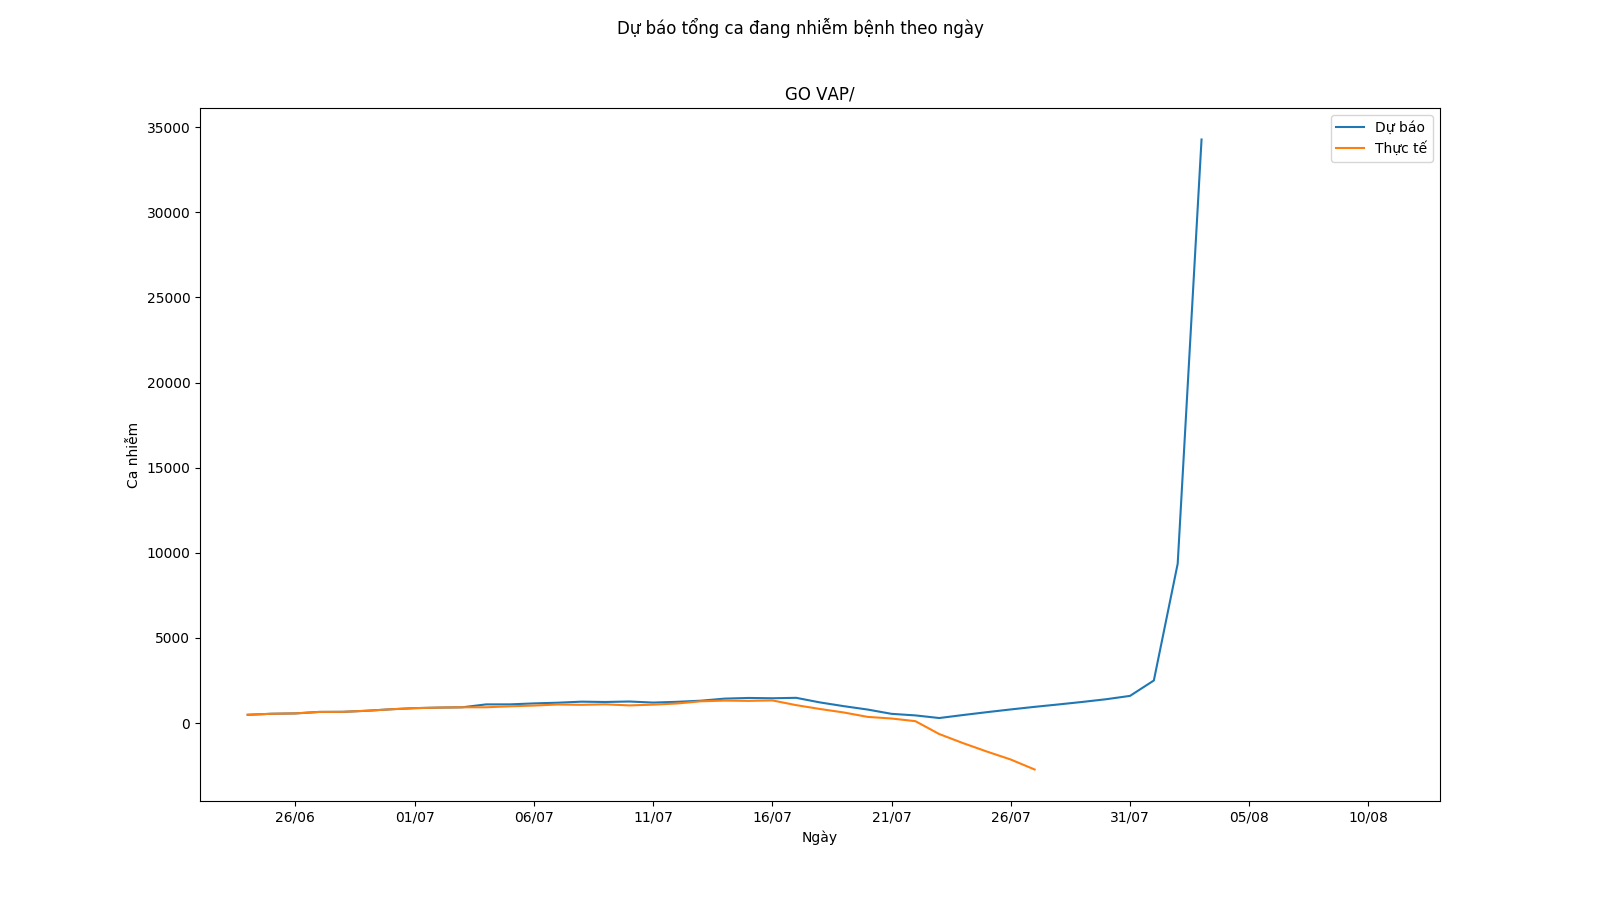 Dự báo tổng ca đang nhiễm bệnh theo ngày
GO VAP/
Dự báo
Thực tế
35000
30000
25000
20000
15000
10000
5000
0
Ca nhiễm
26/06 01/07 06/07 11/07 16/07 21/07 26/07 31/07 05/08 10/08
Ngày